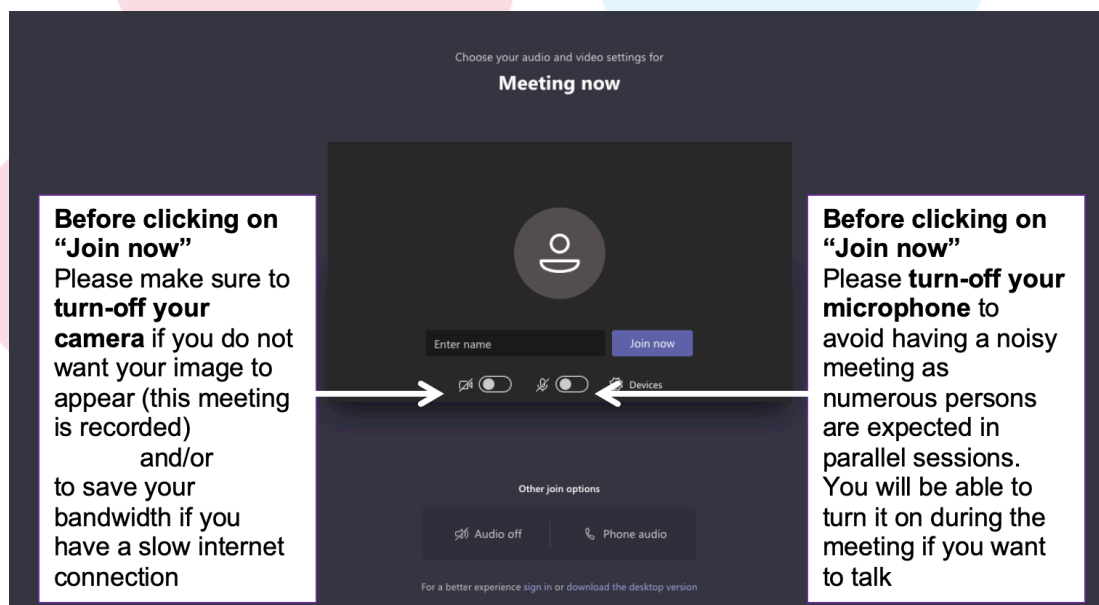 Choose your audio and video settings for
Meeting now
Before clicking on
“Join now”
Please make sure to
turn-off your
camera if you do not
want your image to
appear (this meeting
is recorded)
and/or
to save your
bandwidth if you
have a slow internet
connection
Enter name
Join now
Devices
Other join options
Audio off
Phone audio
For a better experience sign in or download the desktop version
Before clicking on
“Join now”
Please turn-off your
microphone to
avoid having a noisy
meeting as
numerous persons
are expected in
parallel sessions.
You will be able to
turn it on during the
meeting if you want
to talk